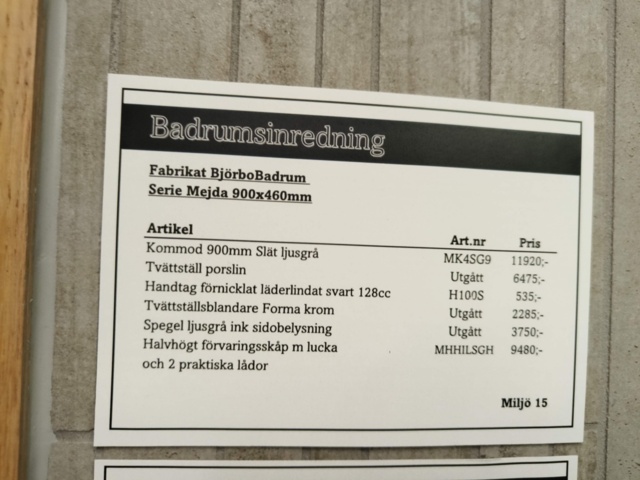 Badrumsinredning
Fabrikat BjörboBadrum
Serie Mejda 900x460mm
Artikel Art.nr Pris
Kommod 900mm Slät ljusgrå MK4SG9 11920;-
Tvättställ porslin Utgått 6475;-
Handtag förnicklat läderlindat svart 128cc H100S 535;-
Tvättställsblandare Forma krom Utgått 2285;-
Spegel ljusgrå ink sidobelysning Utgått 3750;-
Halvhögt förvaringsskåp m lucka MHHILSGH 9480;-
och 2 praktiska lådor
Miljö 15